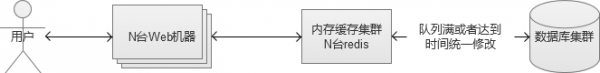 用户
N台Web机器
内存缓存集群
N台redis
队列满或者达到
时间统一修改
数据库集群